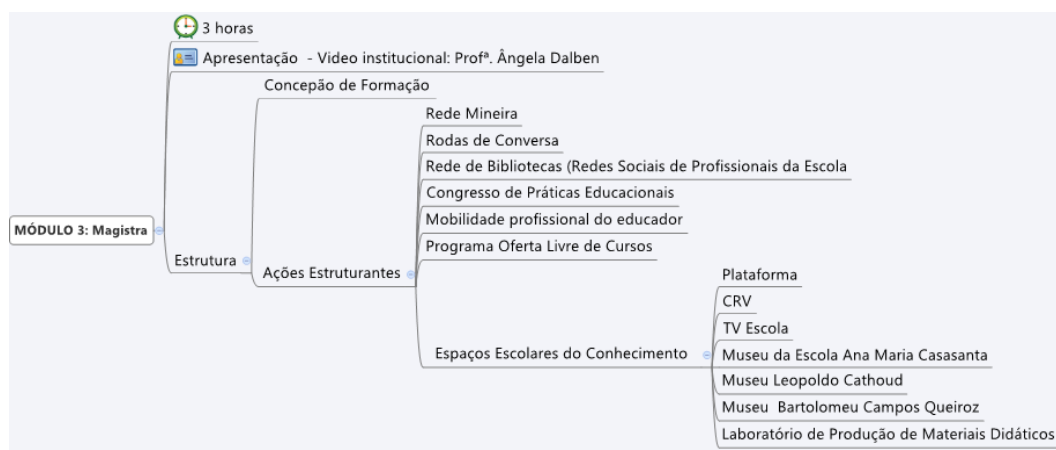 3 horas
Apresentação - Video institucional: Profª. Ângela Dalben
Concepão de Formação
Rede Mineira
Rodas de Conversa
Rede de Bibliotecas (Redes Sociais de Profissionais da Escola
Congresso de Práticas Educacionais
Mobilidade profissional do educador
MÓDULO 3: Magistra
Programa Oferta Livre de Cursos
Estrutura
Ações Estruturantes
Plataforma
CRV
TV Escola
Espaços Escolares do Conhecimento
Museu da Escola Ana Maria Casasanta
Museu Leopoldo Cathoud
Museu Bartolomeu Campos Queiroz
Laboratório de Produção de Materiais Didáticos